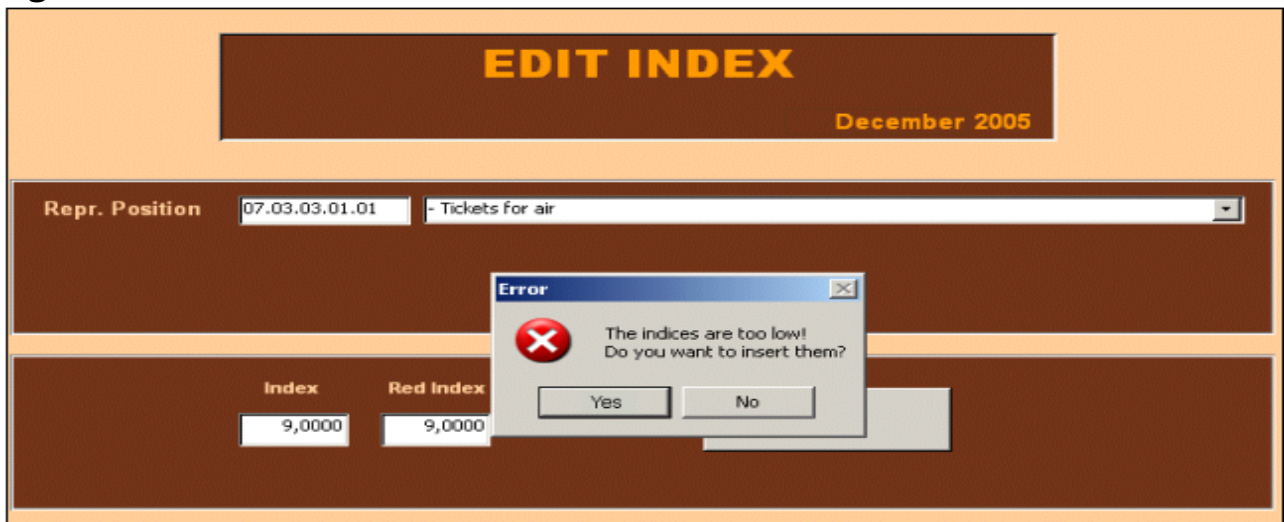 EDIT INDEX
December 2005
Repr. Position 07.03.03.01.01 - Tickets for air
Error
The indices are too low!
Do you want to insert them?
Yes No
Index Red Index
9,0000 9,0000